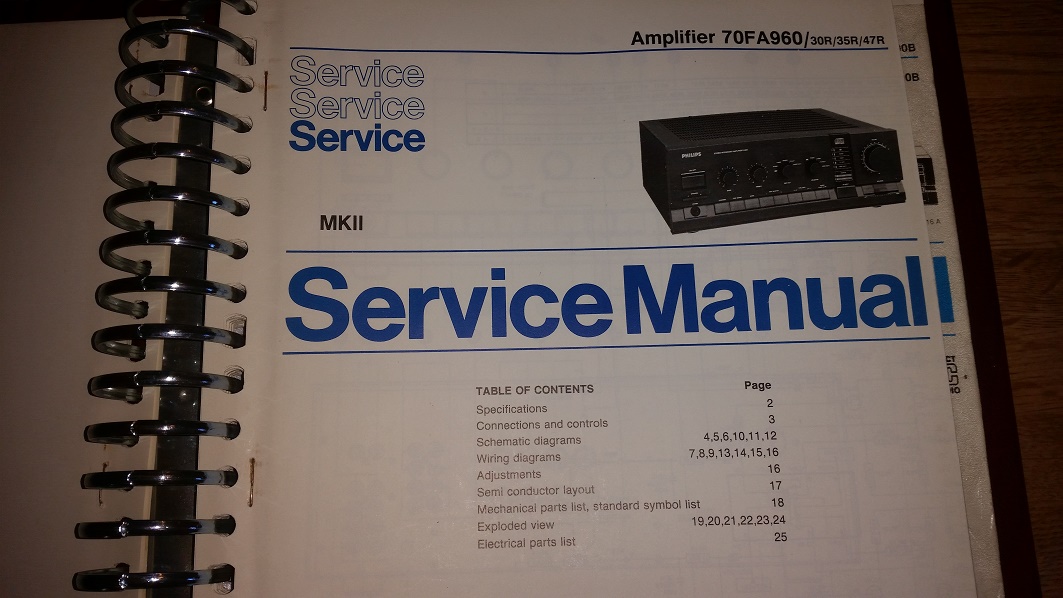 Amplifier 70FA960/30R/35R/47R
Service
Service
Service
PHILIPS
MKII
Service Manual
TABLE OF CONTENTS Page
Specifications 2
Connections and controls 3
Schematic diagrams 4,5,6,10,11,12
Wiring diagrams 7,8,9,13,14,15,16
Adjustments 16
Semi conductor layout 17
Mechanical parts list, standard symbol list 18
Exploded view 19,20,21,22,23,24
Electrical parts list 25